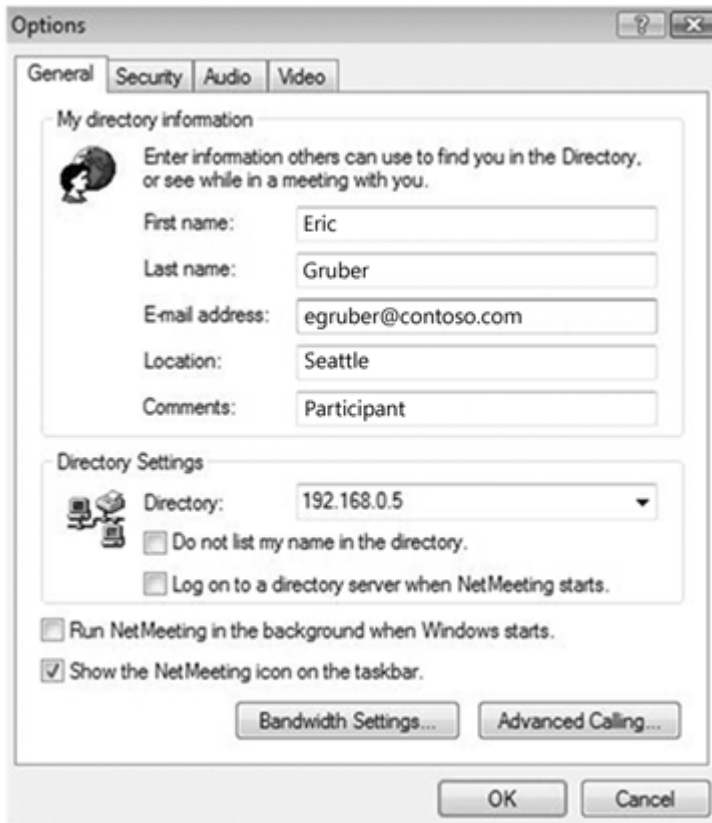 Options
General Security Audio Video
My directory information
Enter information others can use to find you in the Directory,
or see while in a meeting with you.
First name: Eric
Last name: Gruber
E-mail address: egruber@contoso.com
Location: Seattle
Comments: Participant
Directory Settings
Directory: 192.168.0.5
Do not list my name in the directory.
Log on to a directory server when NetMeeting starts.
Run NetMeeting in the background when Windows starts.
Show the NetMeeting icon on the taskbar.
Bandwidth Settings... Advanced Calling...
OK Cancel